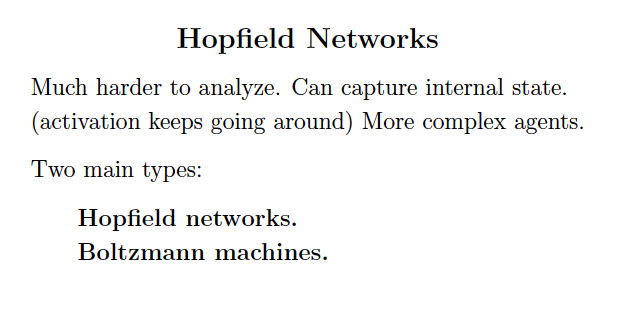 Hopfield Networks
Much harder to analyze. Can capture internal state.
(activation keeps going around) More complex agents.
Two main types:
Hopfield networks.
Boltzmann machines.